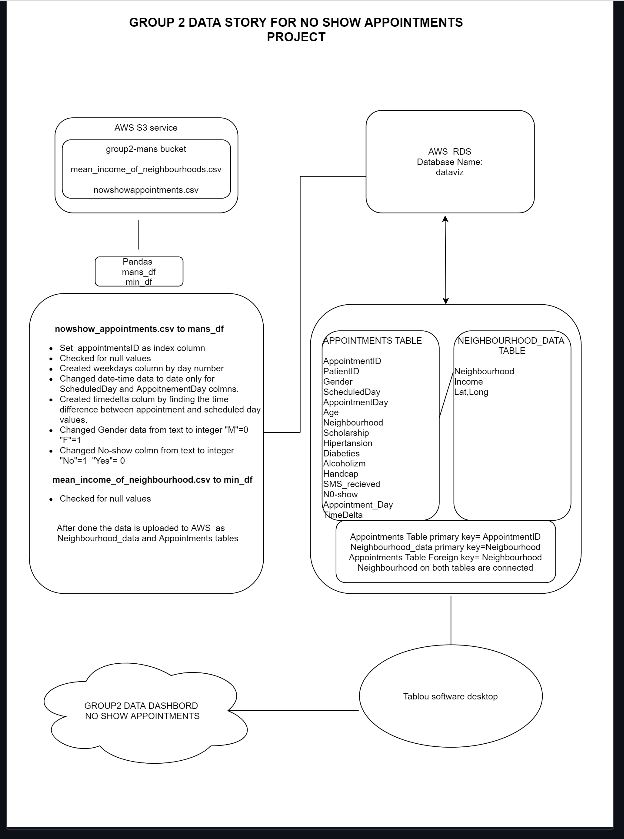 GROUP 2 DATA STORY FOR NO SHOW APPOINTMENTS
PROJECT
AWS S3 service
group2-mans bucket
mean_income_of_neighbourhoods.csv
nowshowappointments.csv
AWS RDS
Database Name:
dataviz
Pandas
mans_df
min_df
nowshow_appointments.csv to mans_df
• Set appointmentsID as index column
• Checked for null values
• Created weekdays column by day number
• Changed date-time data to date only for
ScheduledDay and AppoitnementDay colmns.
• Created timedelta colum by finding the time
difference between appointment and scheduled day
values.
• Changed Gender data from text to integer "M"=0
"F"=1
• Changed No-show colmn from text to integer
"No"=1 "Yes"= 0
mean_income_of_neighbourhood.csv to min_df
• Checked for null values
After done the data is uploaded to AWS as
Neighbourhood_data and Appointments tables
APPOINTMENTS TABLE
AppointmentID
PatientID
Gender
ScheduledDay
AppointmentDay
Age
Neighbourhood
Scholarship
Hipertansion
Diabeties
Alcoholizm
Handcap
SMS_recieved
N0-show
Appointment_Day
TimeDelta
NEIGHBOURHOOD_DATA
TABLE
Neighbourhood
Income
Lat,Long
Appointments Table primary key= AppointmentID
Neighbourhood_data primary key=Neigbourhood
Appointments Table Foreign key= Neighbourhood
Neighbourhood on both tables are connected
Tablou software desktop
GROUP2 DATA DASHBORD
NO SHOW APPOINTMENTS